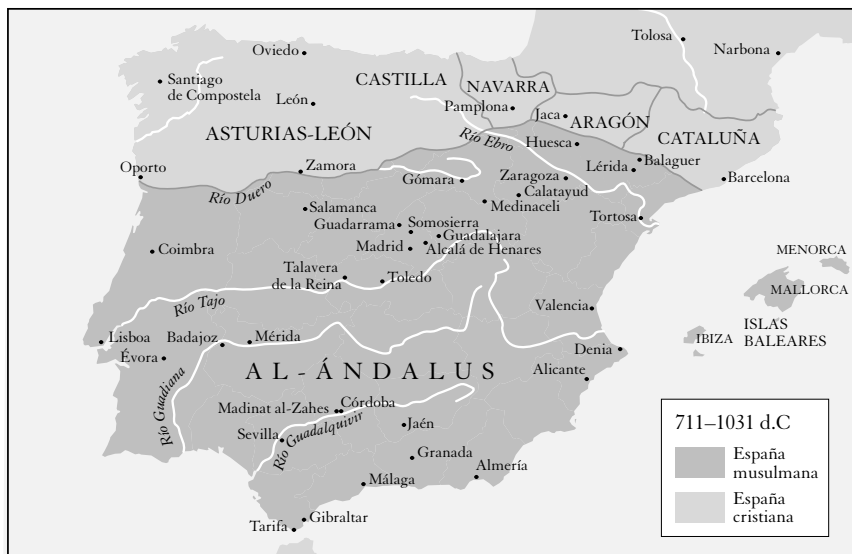 Tolosa
Narbona
Oviedo
Santiago
de Compostela
CASTILLA
NAVARRA
León
Pamplona
Jaca
ARAGÓN
ASTURIAS-LEÓN
Río Ebro
Huesca
CATALUÑA
Oporto
Zamora
Lérida
Balaguer
Río Duero
Gómara
Zaragoza
Calatayud
Barcelona
Salamanca
Medinaceli
Guadarrama
Somosierra
Tortosa
Coimbra
Madrid
Guadalajara
Alcalá de Henares
MENORCA
Talavera
de la Reina
Toledo
MALLORCA
Río Tajo
Valencia
ISLAS
BALEARES
IBIZA
Lisboa
Badajoz
Mérida
Denia
Évora
AL-ÁNDALUS
Alicante
Río Guadiana
Madinat al-Zahes
Córdoba
Sevilla
Río Guadalquivir
Jaén
Granada
Almería
Málaga
Gibraltar
Tarifa
711–1031 d.C
España
musulmana
España
cristiana